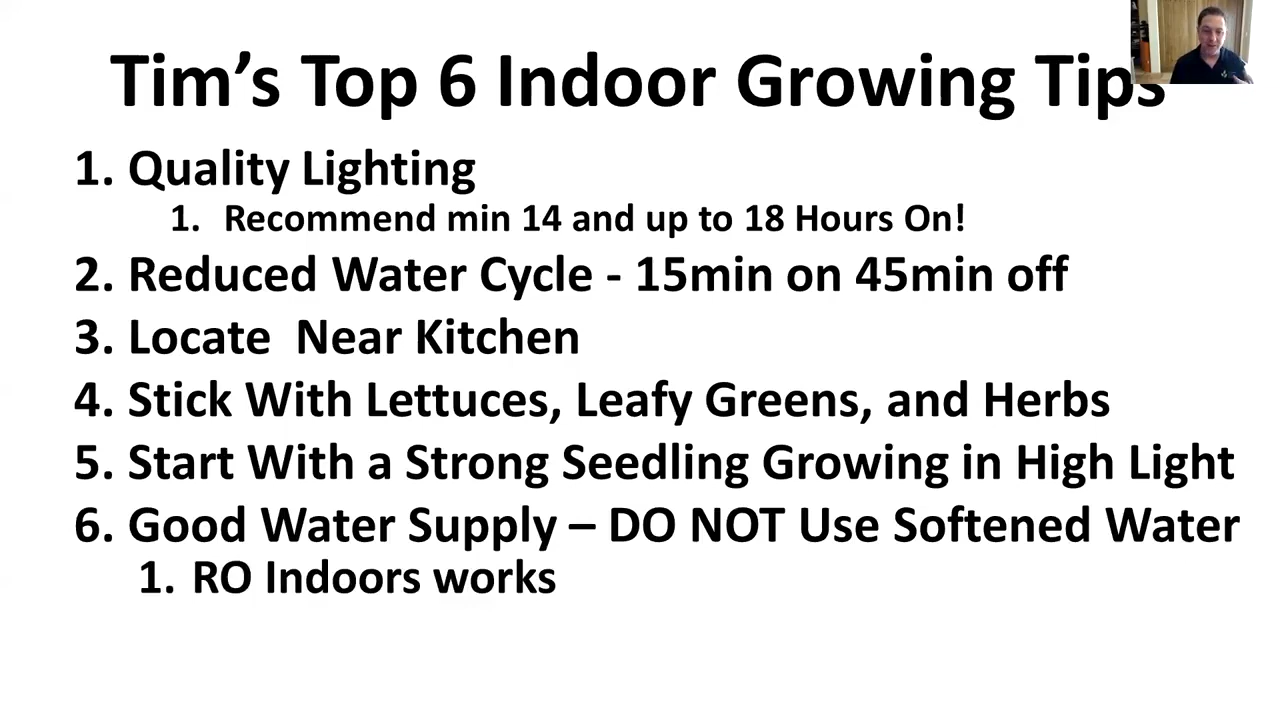 Tim’s Top 6 Indoor Growing Tips
1. Quality Lighting
1. Recommend min 14 and up to 18 Hours On!
2. Reduced Water Cycle - 15min on 45min off
3. Locate  Near Kitchen
4. Stick With Lettuces, Leafy Greens, and Herbs
5. Start With a Strong Seedling Growing in High Light
6. Good Water Supply – DO NOT Use Softened Water
1. RO Indoors works